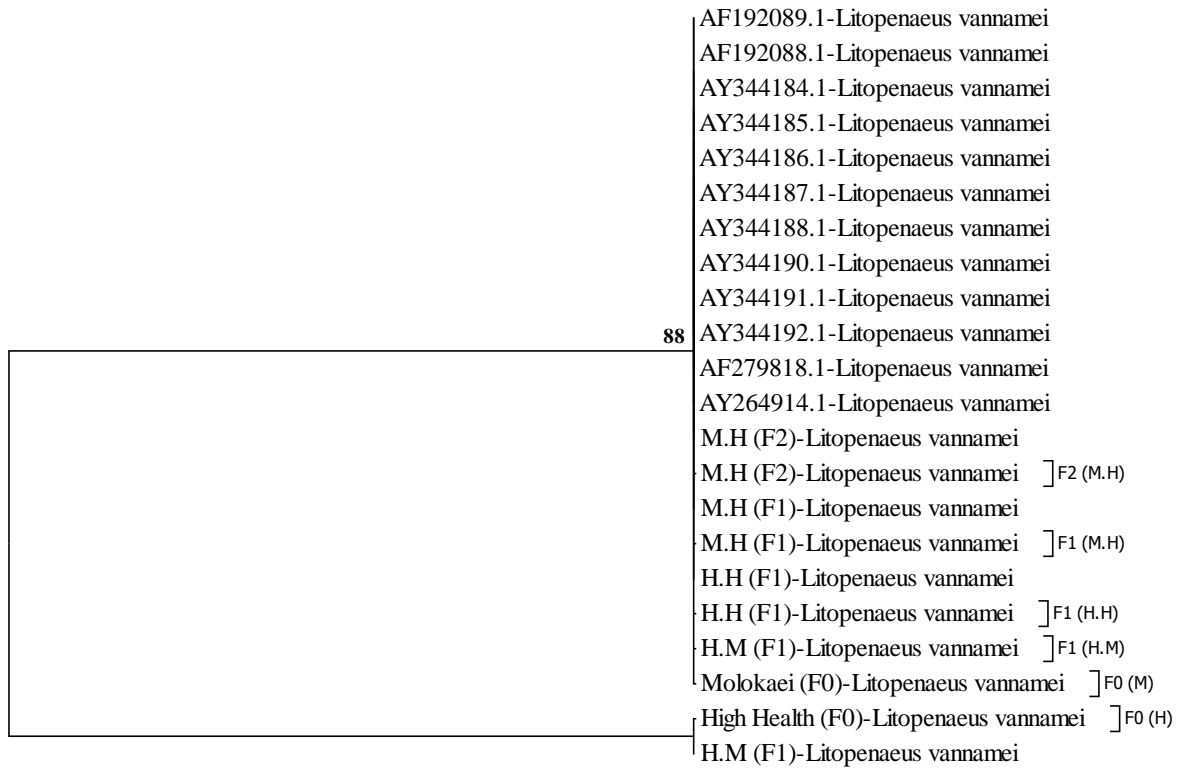 AF192089.1-Litopenaeus vannamei
AF192088.1-Litopenaeus vannamei
AY344184.1-Litopenaeus vannamei
AY344185.1-Litopenaeus vannamei
AY344186.1-Litopenaeus vannamei
AY344187.1-Litopenaeus vannamei
AY344188.1-Litopenaeus vannamei
AY344190.1-Litopenaeus vannamei
AY344191.1-Litopenaeus vannamei
88 AY344192.1-Litopenaeus vannamei
AF279818.1-Litopenaeus vannamei
AY264914.1-Litopenaeus vannamei
M.H (F2)-Litopenaeus vannamei
M.H (F2)-Litopenaeus vannamei F2 (M.H)
M.H (F1)-Litopenaeus vannamei
M.H (F1)-Litopenaeus vannamei F1 (M.H)
H.H (F1)-Litopenaeus vannamei
H.H (F1)-Litopenaeus vannamei F1 (H.H)
H.M (F1)-Litopenaeus vannamei F1 (H.M)
Molokaei (F0)-Litopenaeus vannamei F0 (M)
High Health (F0)-Litopenaeus vannamei F0 (H)
H.M (F1)-Litopenaeus vannamei